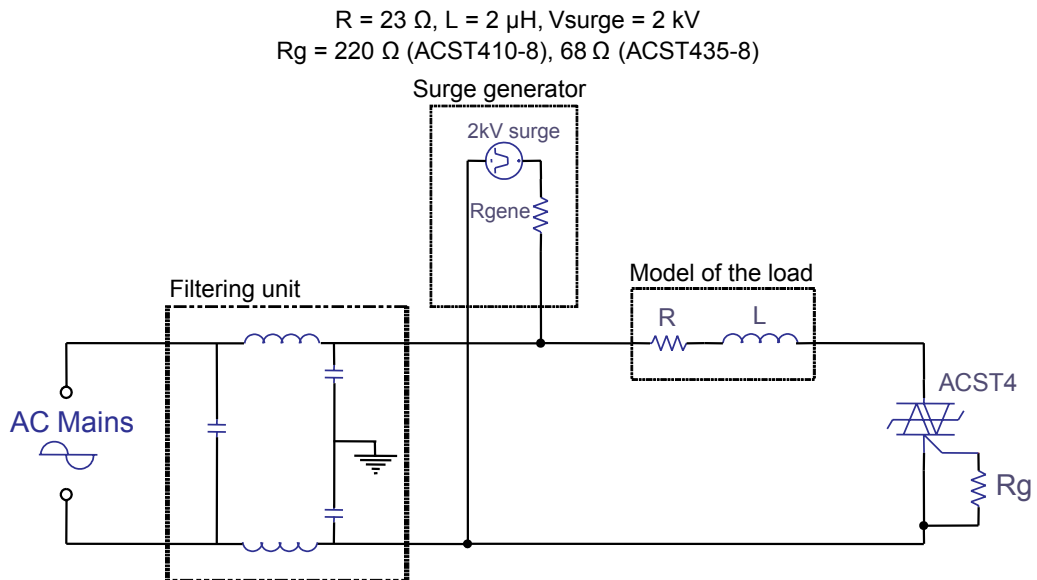 R = 23 Ω, L = 2 µH, Vsurge = 2 kV
Rg = 220 Ω (ACST410-8), 68 Ω (ACST435-8)
Surge generator
2kV surge
Rgene
Filtering unit
Model of the load
R
L
ACST4
AC Mains
Rg